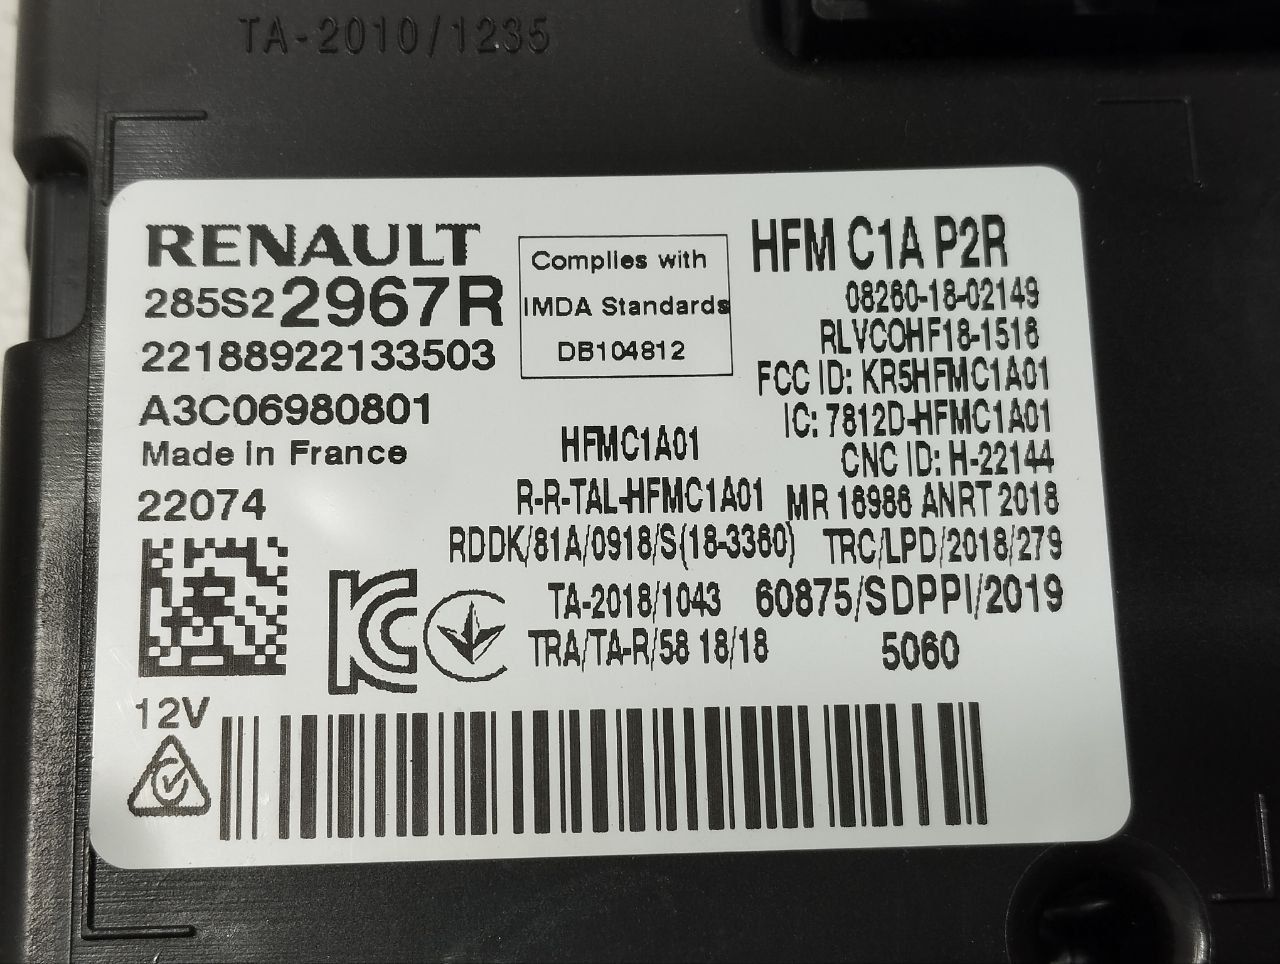 TA-2010/1235
RENAULT
285S2 2967R
22188922133503
A3C06980801
Made in France
22074
Complies with
IMDA Standards
DB104812
HFM C1A P2R
08260-18-02149
RLVCOHF18-1518
FCC ID: KR5HFMC1A01
IC: 7812D-HFMC1A01
CNC ID: H-22144
HFMC1A01
R-R-TAL-HFMC1A01
MR 16986 ANRT 2018
RDDK/81A/0918/S(18-3360)
TRC/LPD/2018/279
TA-2018/1043
60875/SDPPI/2019
TRA/TA-R/58 18/18
5060
12V